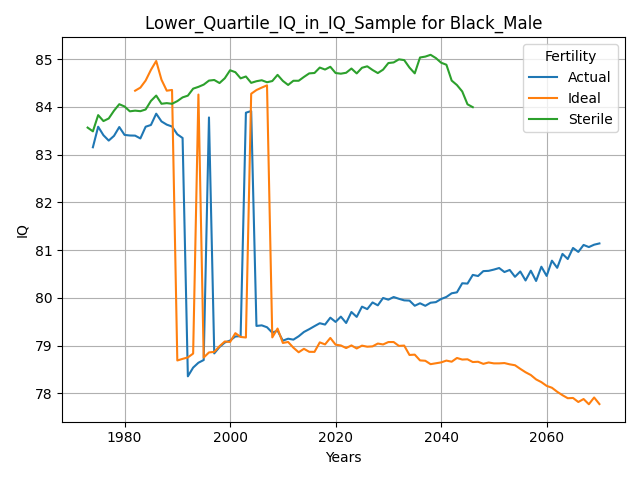 Lower_Quartile_IQ_in_IQ_Sample for Black_Male
Fertility
Actual
Ideal
Sterile
IQ
85
84
83
82
81
80
79
78
1980
2000
2020
2040
2060
Years